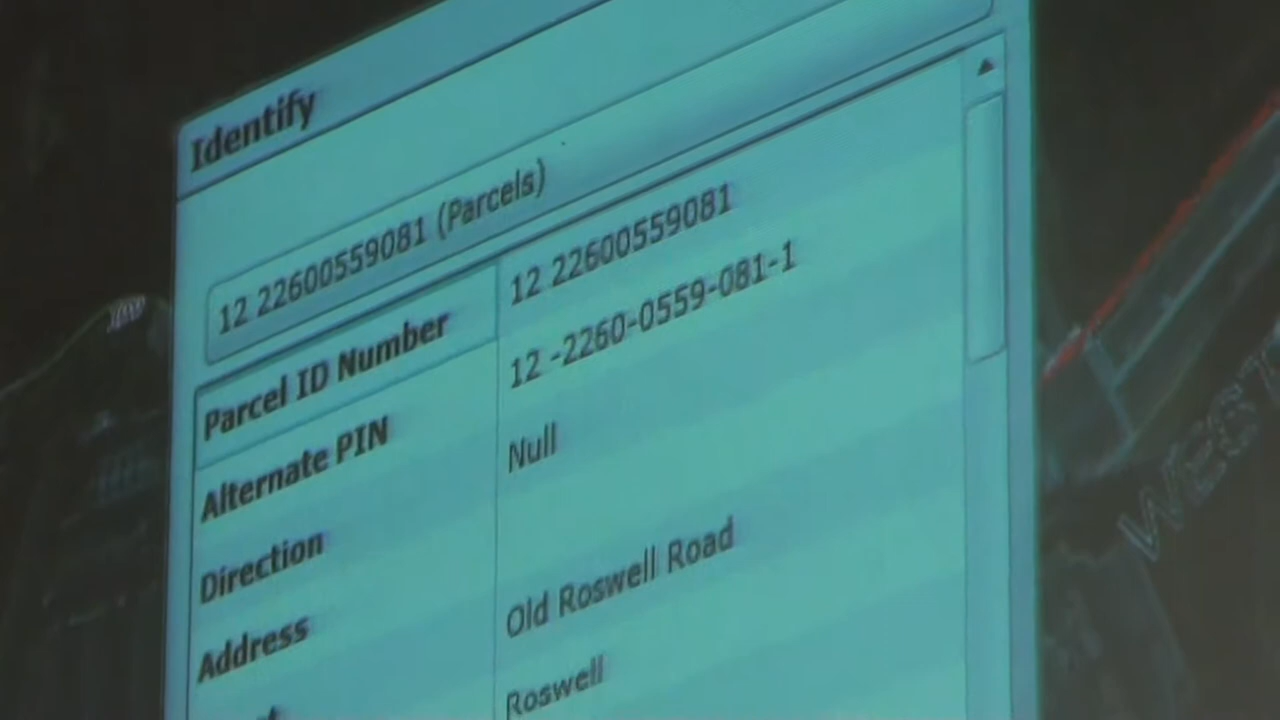 Identify
12 22600559081 (Parcels)
Parcel ID Number 12 22600559081
Alternate PIN 12 -2260-0559-081-1
Direction Null
Address
Old Roswell Road
Roswell